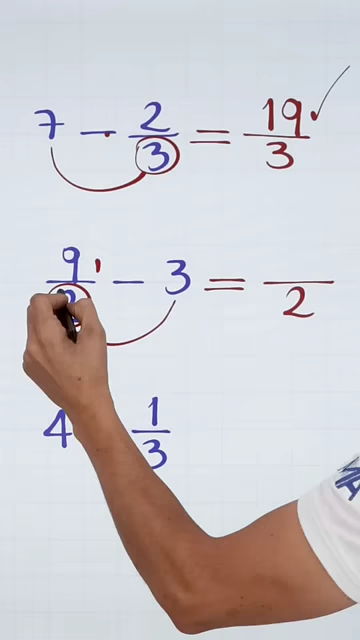 7 - 2/3 = 19/3 ✓
9/2 - 3 = /2
4 1/3